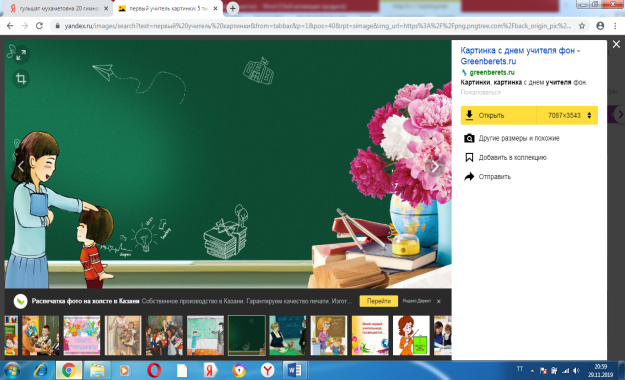 гульшат мухаметовна 20 гимн
первый учитель картинки: 5 ты
yandex.ru/images/search?text=первый%20учитель%20картинки&from=tabbar&p=1&pos=40&rpt=simage&img_url=https%3A%2F%2Fpng.pngtree.com%2Fback_origin_pic%2...
Картинка с днем учителя фон -
Greenberets.ru
greenberets.ru
Картинки, картинка с днем учителя фон.
Пожаловаться
Открыть 7087×3543
Другие размеры и похожие
Добавить в коллекцию
Отправить
Распечатка фото на холсте в Казани Собственное производство в Казани. Гарантируем качество печати. Изгот... Перейти Яндекс.Директ
TT 20:59
29.11.2019